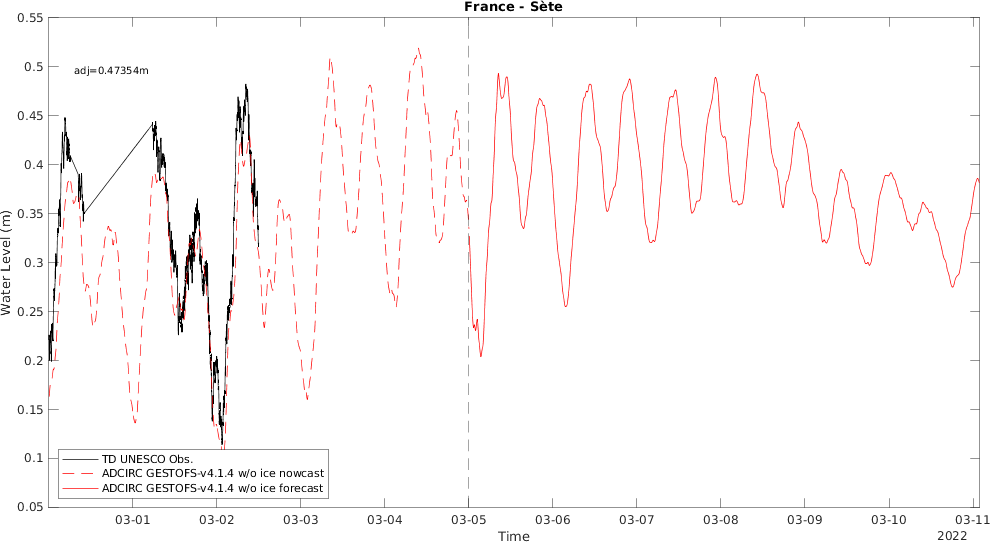 France - Sète
0.55
0.5
0.45
0.4
0.35
0.3
0.25
0.2
0.15
0.1
0.05
Water Level (m)
adj=0.47354m
TD UNESCO Obs.
ADCIRC GESTOFS-v4.1.4 w/o ice nowcast
ADCIRC GESTOFS-v4.1.4 w/o ice forecast
03-01 03-02 03-03 03-04 03-05 03-06 03-07 03-08 03-09 03-10 03-11
Time
2022